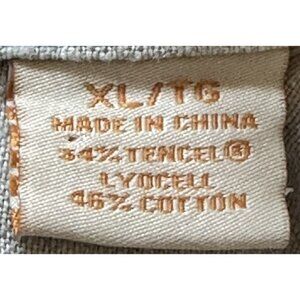 XL/TG
MADE IN CHINA
54% TENCEL®
LYOCELL
46% COTTON